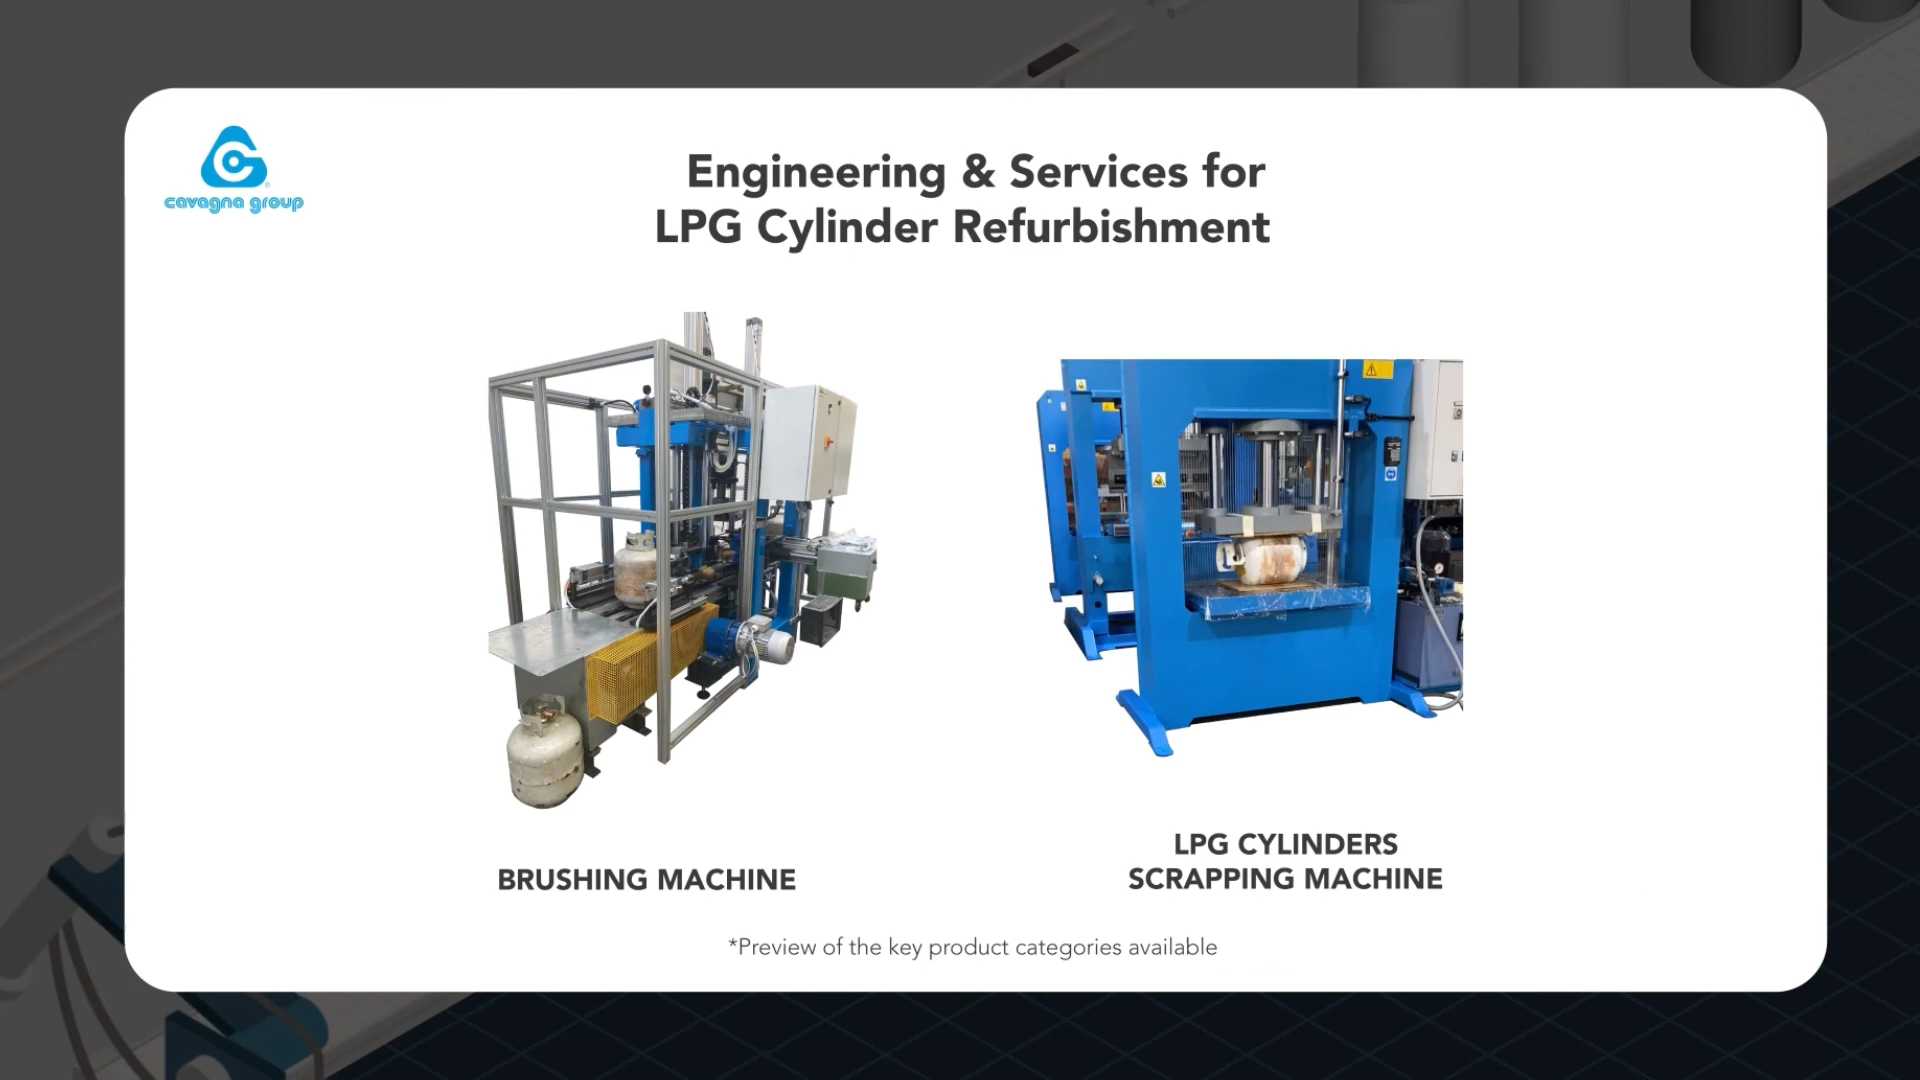 cavagna group
Engineering & Services for
LPG Cylinder Refurbishment
BRUSHING MACHINE
LPG CYLINDERS
SCRAPPING MACHINE
*Preview of the key product categories available